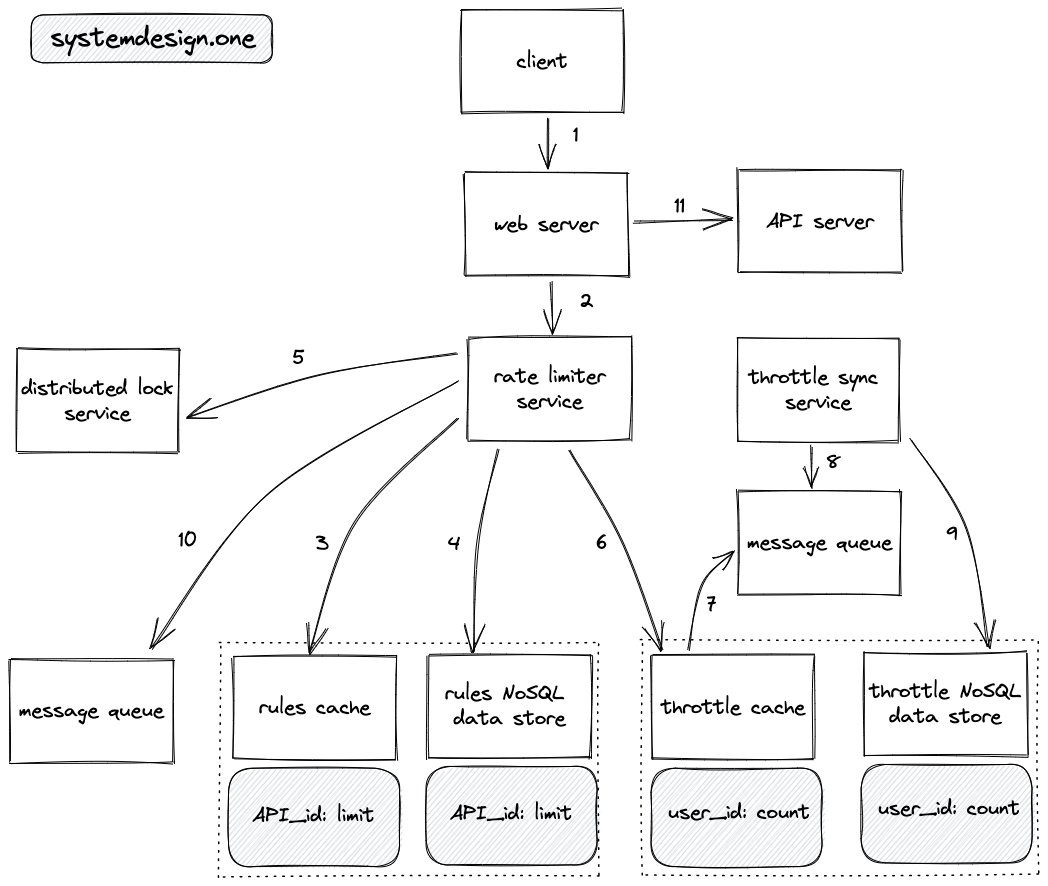 systemdesign.one
client
1
web server
11
API server
2
distributed lock
service
5
rate limiter
service
throttle sync
service
8
10
3
4
6
message queue
9
7
message queue
rules cache
rules NoSQL
data store
throttle cache
throttle NoSQL
data store
API_id: limit
API_id: limit
user_id: count
user_id: count